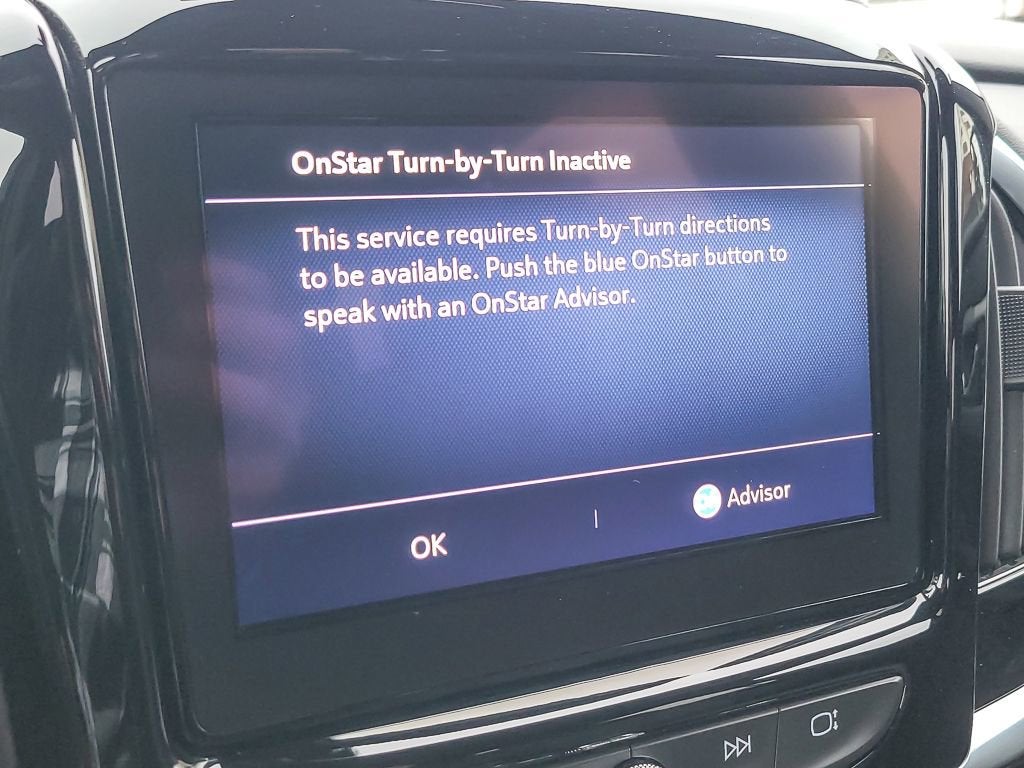 OnStar Turn-by-Turn Inactive
This service requires Turn-by-Turn directions
to be available. Push the blue OnStar button to
speak with an OnStar Advisor.
OK
Advisor